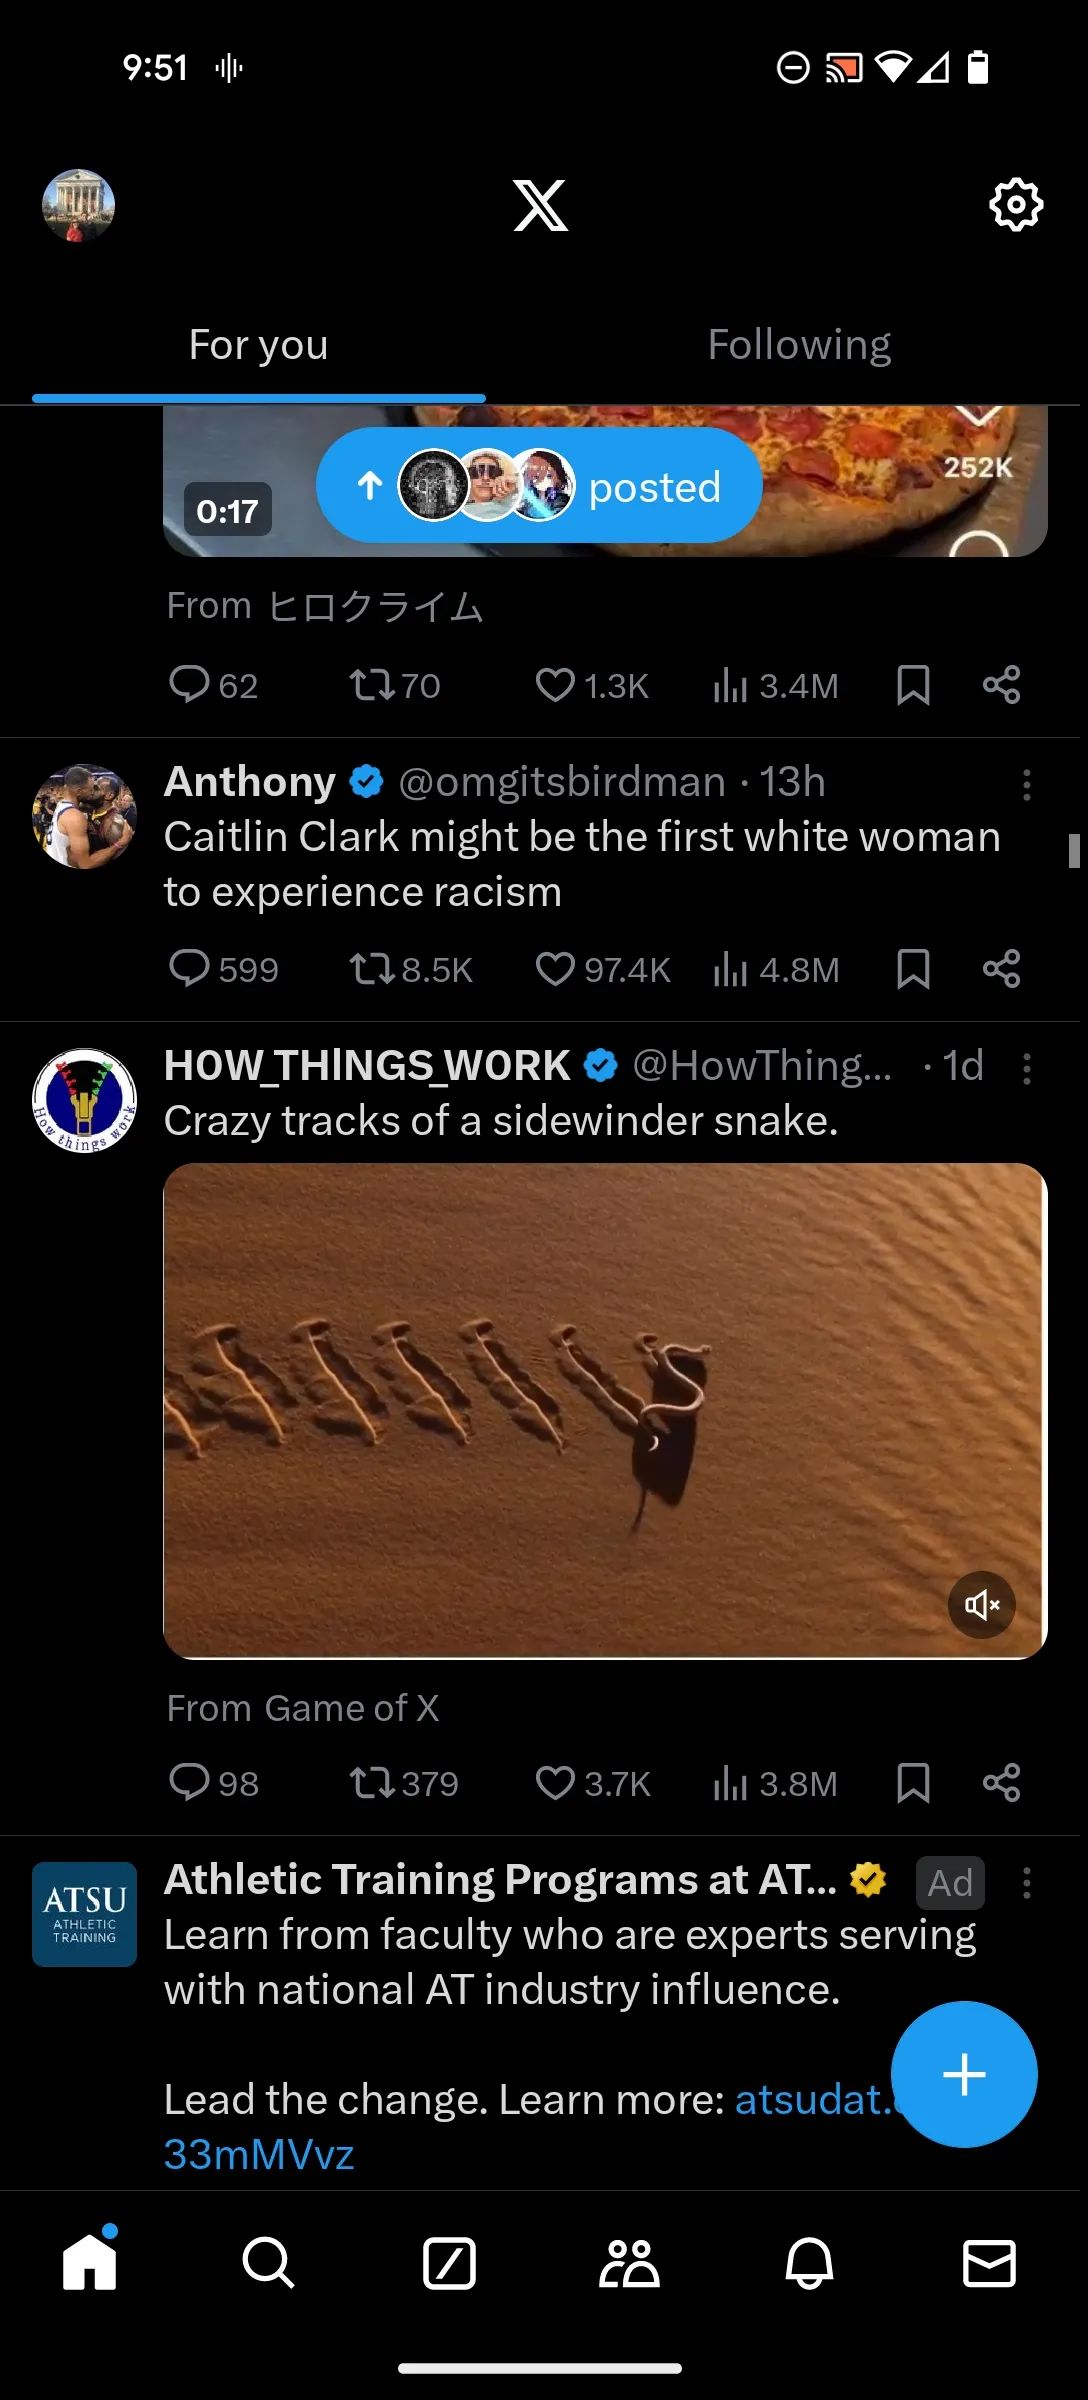 9:51
For you
Following
252K
0:17
posted
From ヒロクライム
62
70
1.3K
3.4M
Anthony @omgitsbirdman · 13h
Caitlin Clark might be the first white woman
to experience racism
599
8.5K
97.4K
4.8M
HOW_THINGS_WORK @HowThing... · 1d
Crazy tracks of a sidewinder snake.
How things work
From Game of X
98
379
3.7K
3.8M
Athletic Training Programs at AT... Ad
ATSU
ATHLETIC
TRAINING
Learn from faculty who are experts serving
with national AT industry influence.
Lead the change. Learn more: atsudat.
33mMVvz